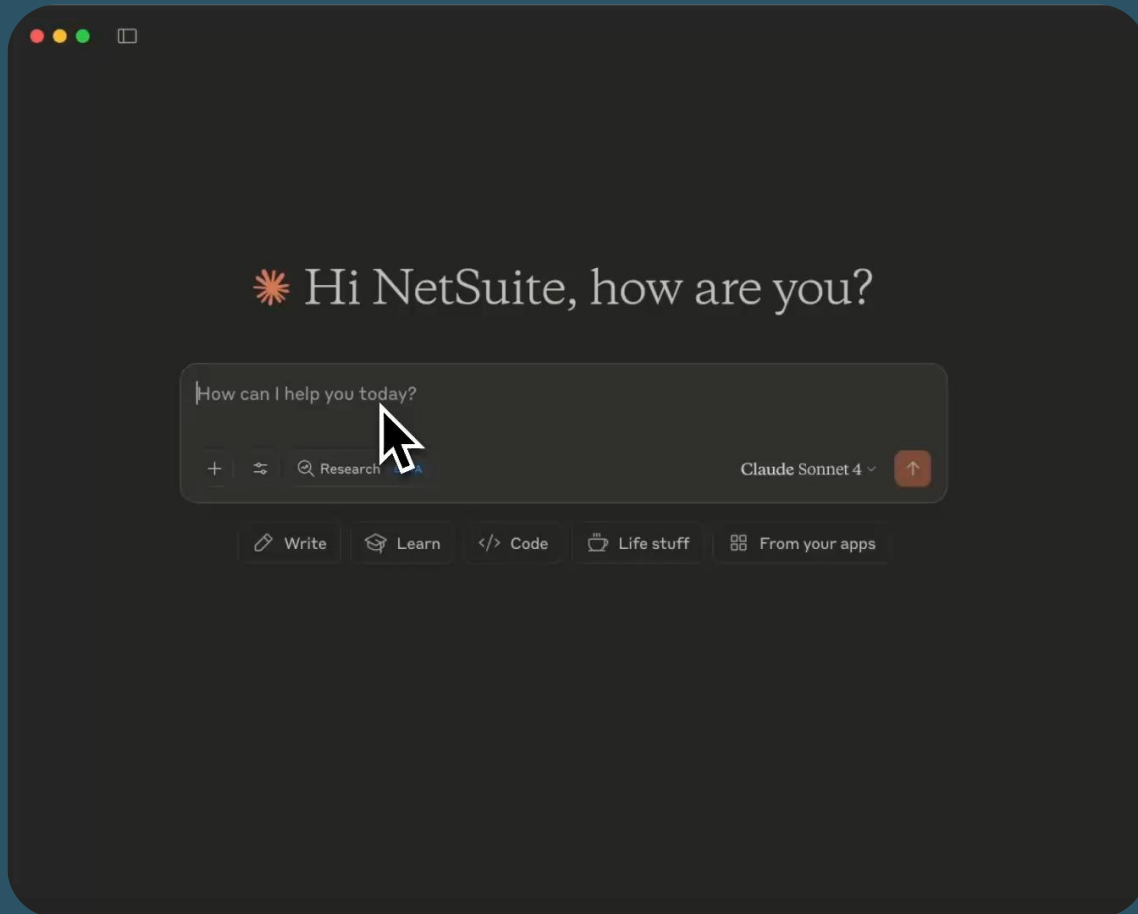 Hi NetSuite, how are you?
How can I help you today?
Research
Claude Sonnet 4
Write
Learn
Code
Life stuff
From your apps